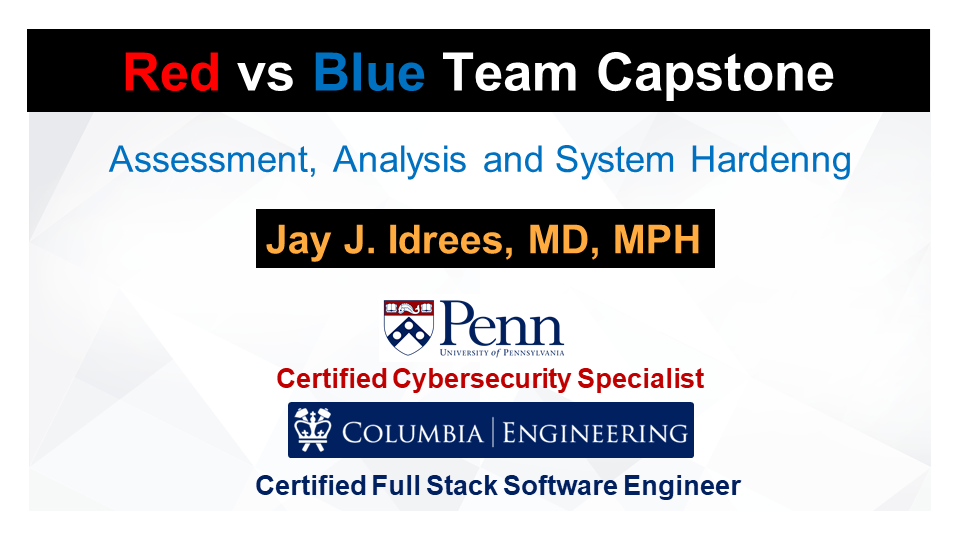 Red vs Blue Team Capstone
Assessment, Analysis and System Hardenng
Jay J. Idrees, MD, MPH
Penn
University of Pennsylvania
Certified Cybersecurity Specialist
Columbia | Engineering
Certified Full Stack Software Engineer